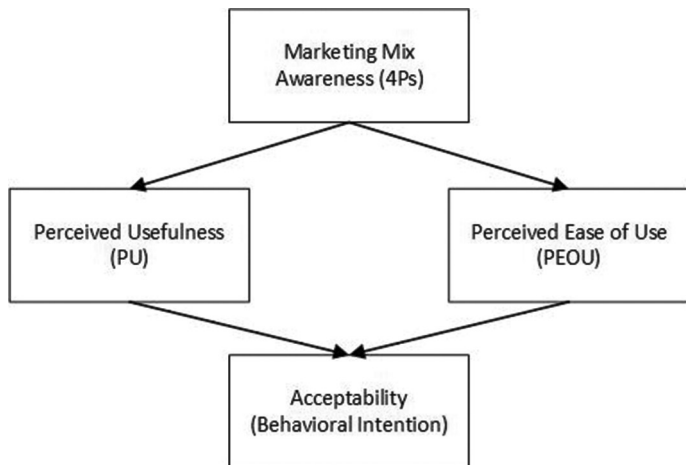 Marketing Mix
Awareness (4Ps)
Perceived Usefulness
(PU)
Perceived Ease of Use
(PEOU)
Acceptability
(Behavioral Intention)